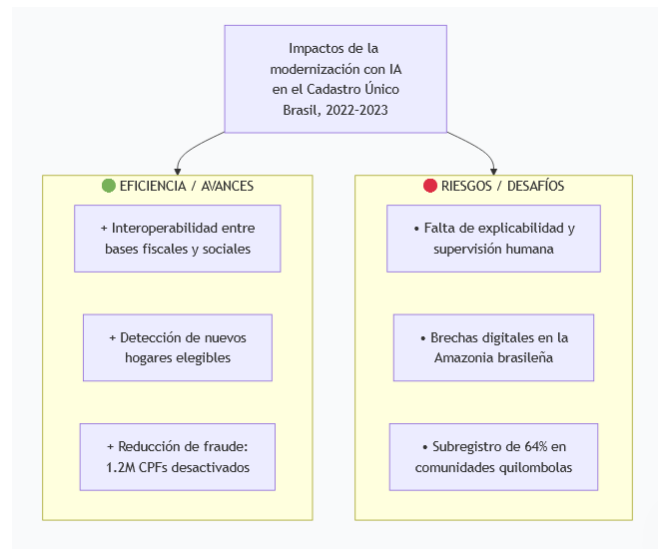 Impactos de la
modernización con IA
en el Cadastro Único
Brasil, 2022-2023
EFICIENCIA / AVANCES
+ Interoperabilidad entre
bases fiscales y sociales
+ Detección de nuevos
hogares elegibles
+ Reducción de fraude:
1.2M CPFs desactivados
RIESGOS / DESAFÍOS
• Falta de explicabilidad y
supervisión humana
• Brechas digitales en la
Amazonia brasileña
• Subregistro de 64% en
comunidades quilombolas